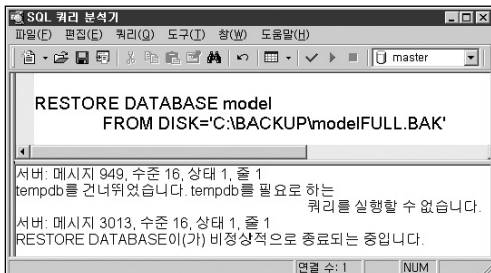 SQL 쿼리 분석기
파일(F) 편집(E) 쿼리(Q) 도구(T) 창(W) 도움말(H)
master
RESTORE DATABASE model
FROM DISK='C:\BACKUP\modelFULL.BAK'
서버: 메시지 949, 수준 16, 상태 1, 줄 1
tempdb를 건너뛰었습니다. tempdb를 필요로 하는
쿼리를 실행할 수 없습니다.
서버: 메시지 3013, 수준 16, 상태 1, 줄 1
RESTORE DATABASE이(가) 비정상적으로 종료되는 중입니다.
연결 수: 1 NUM